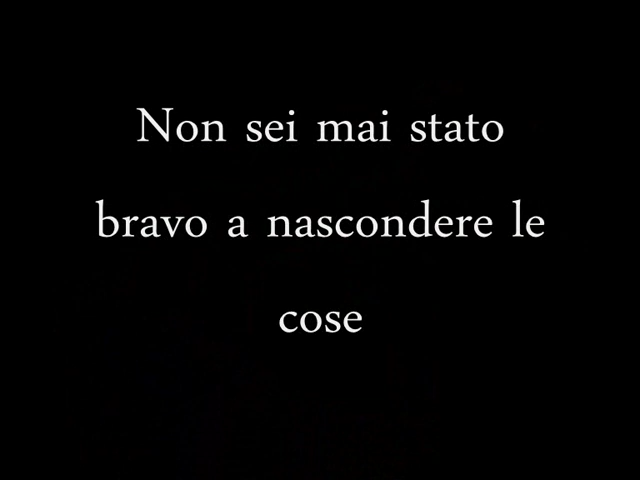 Non sei mai stato
bravo a nascondere le
cose